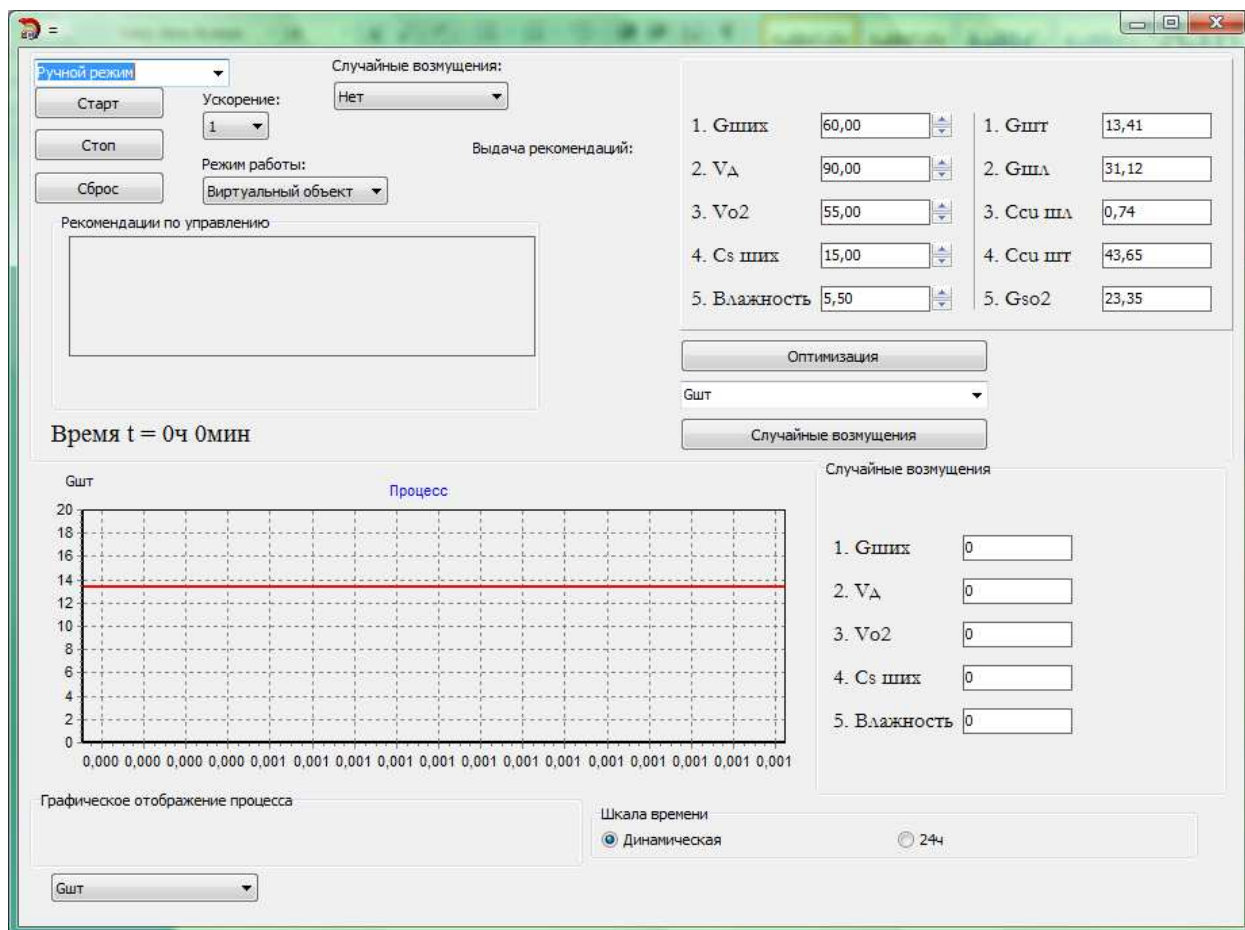 =
Ручной режим
Случайные возмущения:
Старт
Ускорение:
Нет
1
Стоп
Выдача рекомендаций:
Режим работы:
Сброс
Виртуальный объект
Рекомендации по управлению
1. Gших 60,00
2. Vд 90,00
3. Vo2 55,00
4. Cs ших 15,00
5. Влажность 5,50
1. Gшт 13,41
2. Gшл 31,12
3. Ccu шл 0,74
4. Ccu шт 43,65
5. Gso2 23,35
Оптимизация
Gшт
Случайные возмущения
Время t = 0ч 0мин
Gшт
Процесс
20
18
16
14
12
10
8
6
4
2
0
0,000 0,000 0,000 0,000 0,001 0,001 0,001 0,001 0,001 0,001 0,001 0,001 0,001 0,001 0,001 0,001 0,001
Случайные возмущения
1. Gших 0
2. Vд 0
3. Vo2 0
4. Cs ших 0
5. Влажность 0
Графическое отображение процесса
Шкала времени
Динамическая 24ч
Gшт